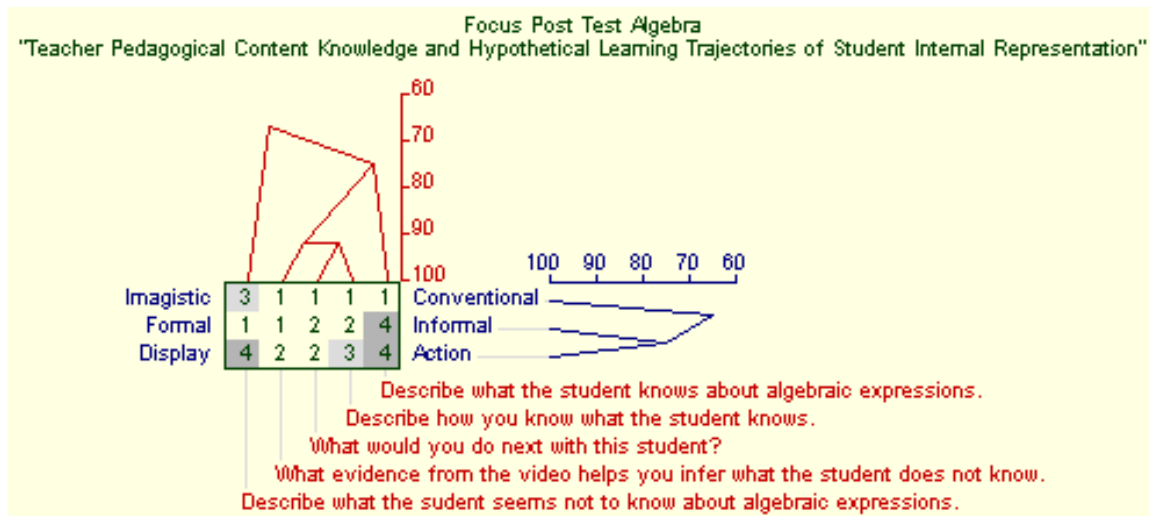 Focus Post Test Algebra
"Teacher Pedagogical Content Knowledge and Hypothetical Learning Trajectories of Student Internal Representation"
60
70
80
90
100
100 90 80 70 60
Imagistic 3 1 1 1 1 Conventional
Formal 1 1 2 2 4 Informal
Display 4 2 2 3 4 Action
Describe what the student knows about algebraic expressions.
Describe how you know what the student knows.
What would you do next with this student?
What evidence from the video helps you infer what the student does not know.
Describe what the sudent seems not to know about algebraic expressions.